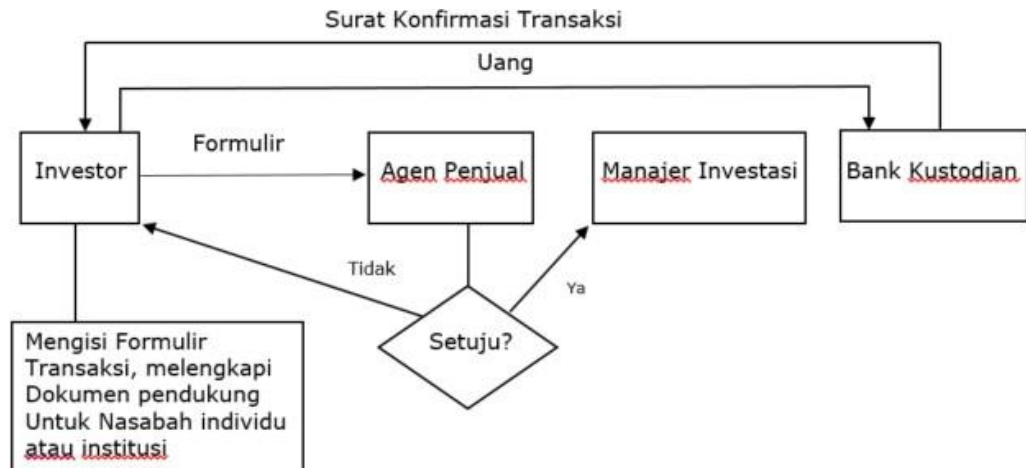 Surat Konfirmasi Transaksi
Uang
Formulir
Investor
Agen Penjual
Manajer Investasi
Bank Kustodian
Tidak
Ya
Setuju?
Mengisi Formulir
Transaksi, melengkapi
Dokumen pendukung
Untuk Nasabah individu
atau institusi